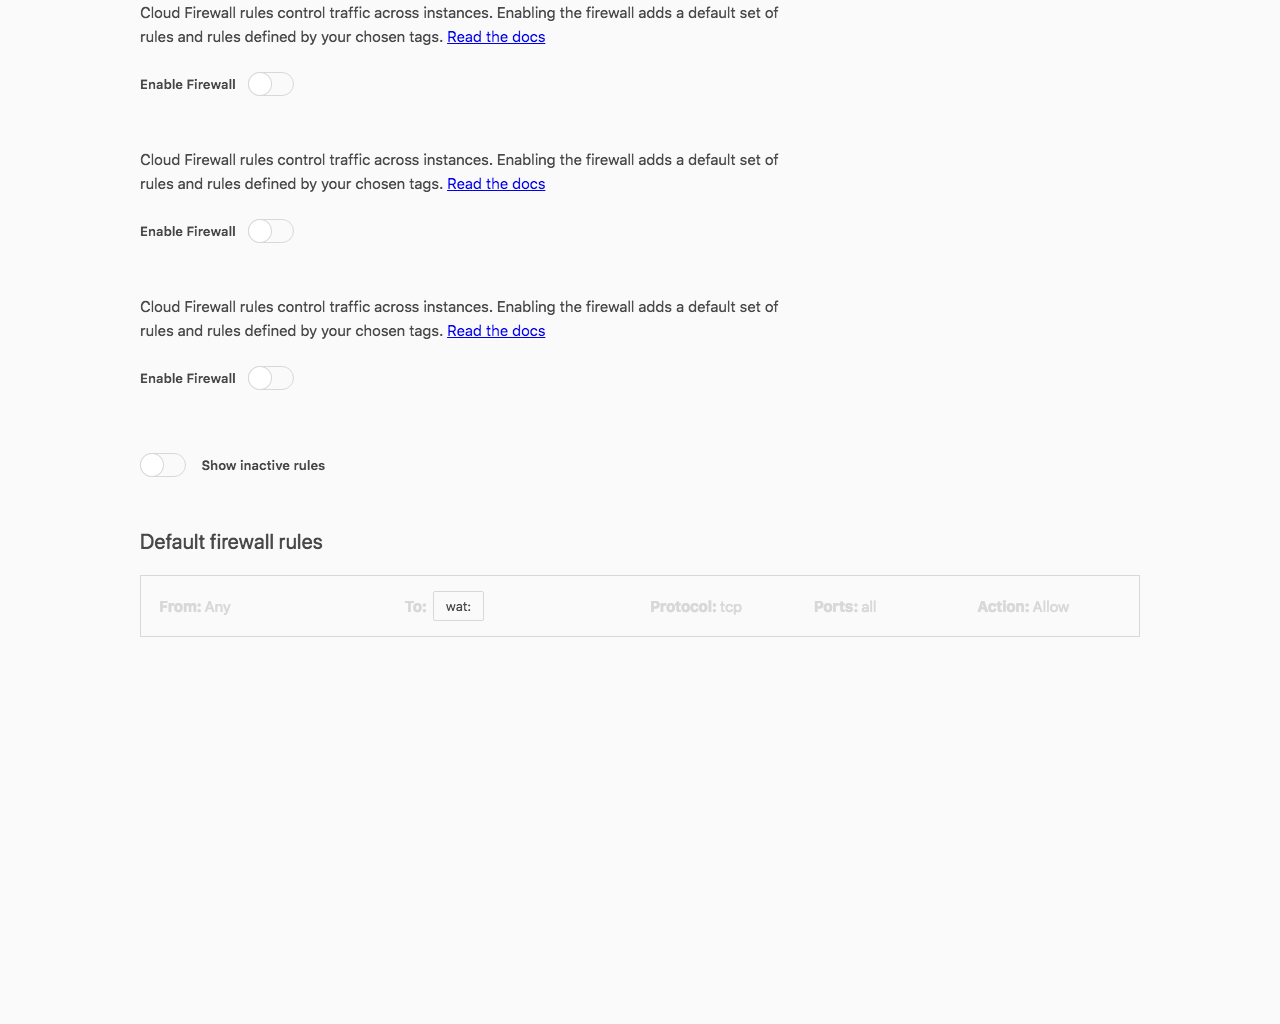 Cloud Firewall rules control traffic across instances. Enabling the firewall adds a default set of
rules and rules defined by your chosen tags. Read the docs
Enable Firewall
Cloud Firewall rules control traffic across instances. Enabling the firewall adds a default set of
rules and rules defined by your chosen tags. Read the docs
Enable Firewall
Cloud Firewall rules control traffic across instances. Enabling the firewall adds a default set of
rules and rules defined by your chosen tags. Read the docs
Enable Firewall
Show inactive rules
Default firewall rules
From: Any To: wat: Protocol: tcp Ports: all Action: Allow